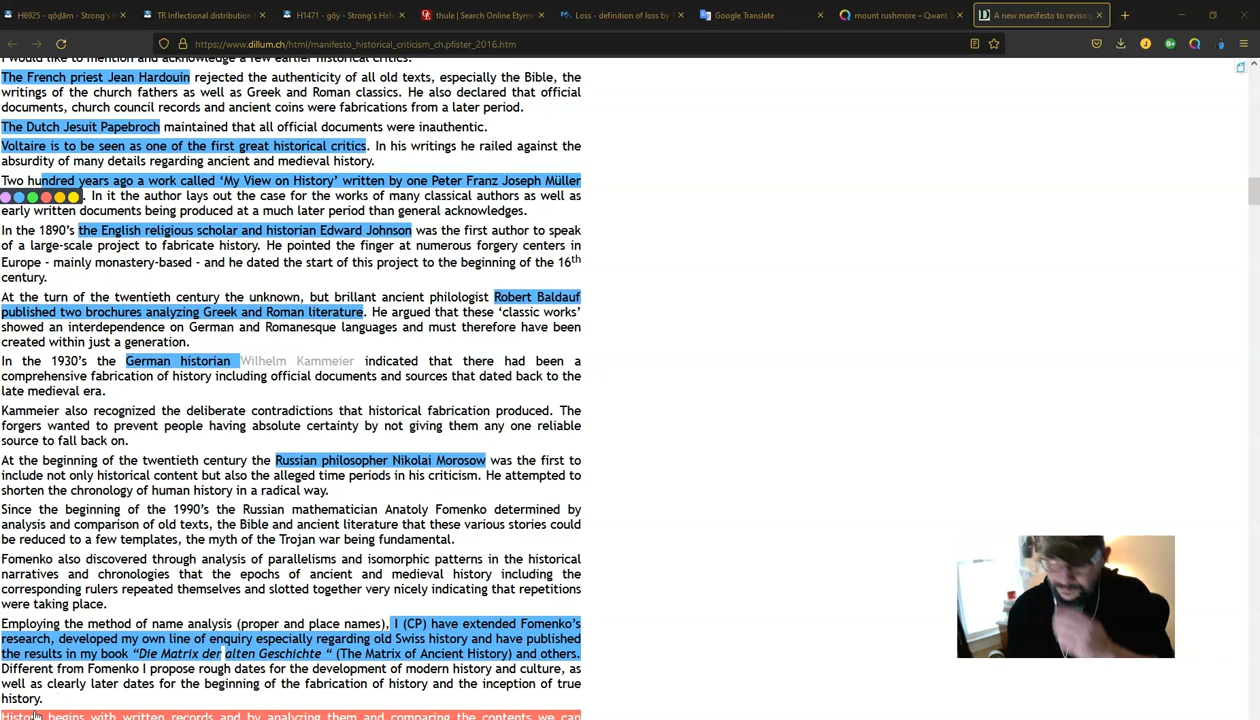 H6925 - qōḏām - Strong's H
TR Inflectional distribution
H1471 - gôy - Strong's He
thule | Search Online Etym
Loss - definition of loss by
Google Translate
mount rushmore - Qwant
A new manifesto to revise
https://www.dillum.ch/html/manifesto_historical_criticism_ch.pfister_2016.htm
I would like to mention and acknowledge a few earlier historical critics.
The French priest Jean Hardouin rejected the authenticity of all old texts, especially the Bible, the
writings of the church fathers as well as Greek and Roman classics. He also declared that official
documents, church council records and ancient coins were fabrications from a later period.
The Dutch Jesuit Papebroch maintained that all official documents were inauthentic.
Voltaire is to be seen as one of the first great historical critics. In his writings he railed against the
absurdity of many details regarding ancient and medieval history.
Two hundred years ago a work called ‘My View on History’ written by one Peter Franz Joseph Müller
. In it the author lays out the case for the works of many classical authors as well as
early written documents being produced at a much later period than general acknowledges.
In the 1890’s the English religious scholar and historian Edward Johnson was the first author to speak
of a large-scale project to fabricate history. He pointed the finger at numerous forgery centers in
Europe - mainly monastery-based - and he dated the start of this project to the beginning of the 16th
century.
At the turn of the twentieth century the unknown, but brillant ancient philologist Robert Baldauf
published two brochures analyzing Greek and Roman literature. He argued that these ‘classic works’
showed an interdependence on German and Romanesque languages and must therefore have been
created within just a generation.
In the 1930’s the German historian Wilhelm Kammeier indicated that there had been a
comprehensive fabrication of history including official documents and sources that dated back to the
late medieval era.
Kammeier also recognized the deliberate contradictions that historical fabrication produced. The
forgers wanted to prevent people having absolute certainty by not giving them any one reliable
source to fall back on.
At the beginning of the twentieth century the Russian philosopher Nikolai Morosow was the first to
include not only historical content but also the alleged time periods in his criticism. He attempted to
shorten the chronology of human history in a radical way.
Since the beginning of the 1990’s the Russian mathematician Anatoly Fomenko determined by
analysis and comparison of old texts, the Bible and ancient literature that these various stories could
be reduced to a few templates, the myth of the Trojan war being fundamental.
Fomenko also discovered through analysis of parallelisms and isomorphic patterns in the historical
narratives and chronologies that the epochs of ancient and medieval history including the
corresponding rulers repeated themselves and slotted together very nicely indicating that repetitions
were taking place.
Employing the method of name analysis (proper and place names), I (CP) have extended Fomenko’s
research, developed my own line of enquiry especially regarding old Swiss history and have published
the results in my book “Die Matrix der alten Geschichte “ (The Matrix of Ancient History) and others.
Different from Fomenko I propose rough dates for the development of modern history and culture, as
well as clearly later dates for the beginning of the fabrication of history and the inception of true
history.
History begins with written records and by analyzing them and comparing the contents we can